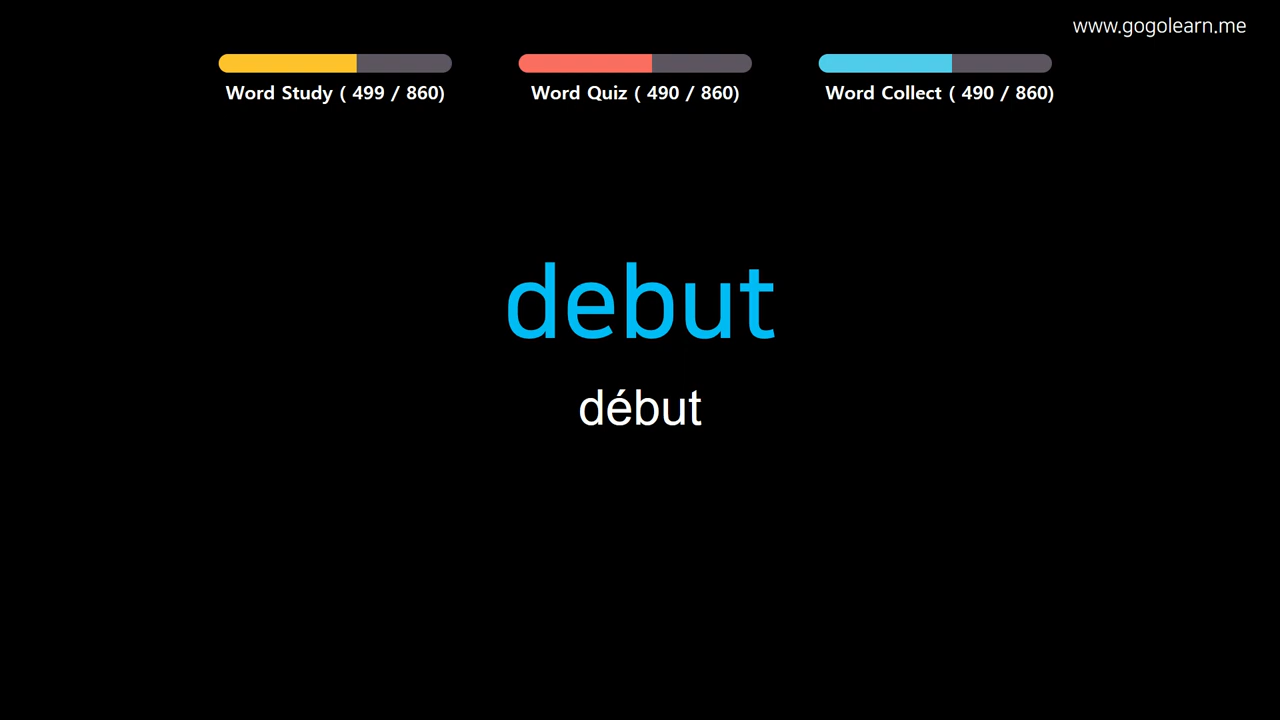 www.gogolearn.me
Word Study ( 499 / 860)
Word Quiz ( 490 / 860)
Word Collect ( 490 / 860)
debut
début